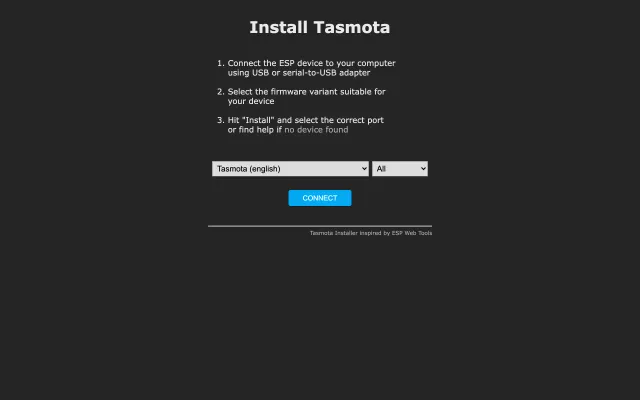 Install Tasmota
1. Connect the ESP device to your computer
using USB or serial-to-USB adapter
2. Select the firmware variant suitable for
your device
3. Hit "Install" and select the correct port
or find help if no device found
Tasmota (english) All
CONNECT
Tasmota Installer inspired by ESP Web Tools